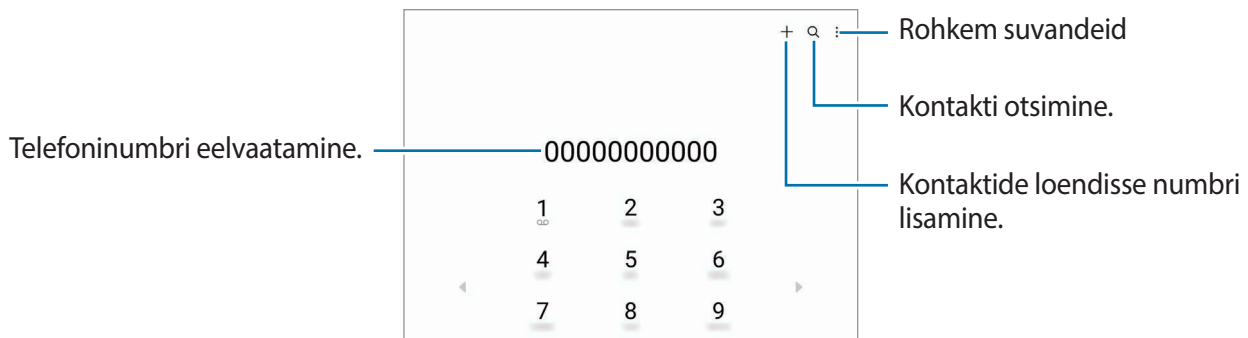 Rohkem suvandeid
Kontakti otsimine.
Telefoninumbri eelvaatamine.
00000000000
Kontaktide loendisse numbri
lisamine.
1 2 3
4 5 6
7 8 9